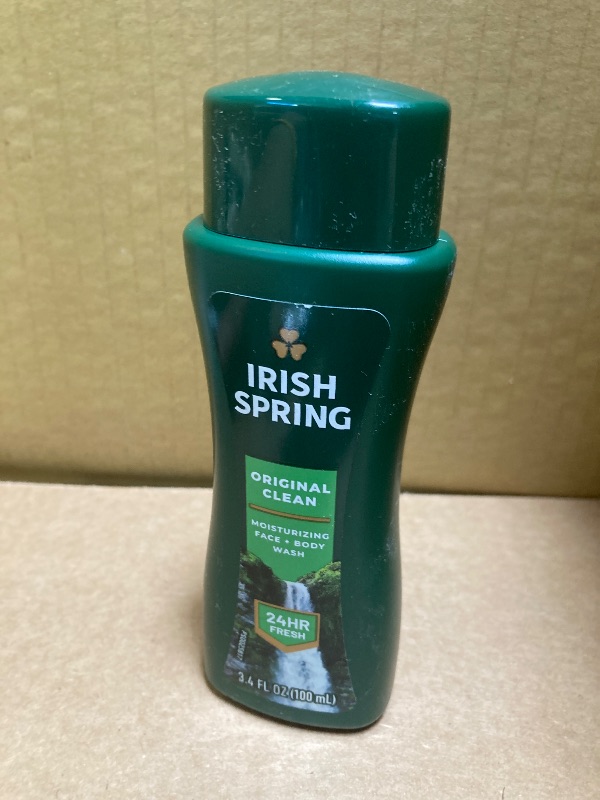 IRISH
SPRING
ORIGINAL
CLEAN
MOISTURIZING
FACE + BODY
WASH
24HR
FRESH
3.4 FL OZ (100 mL)